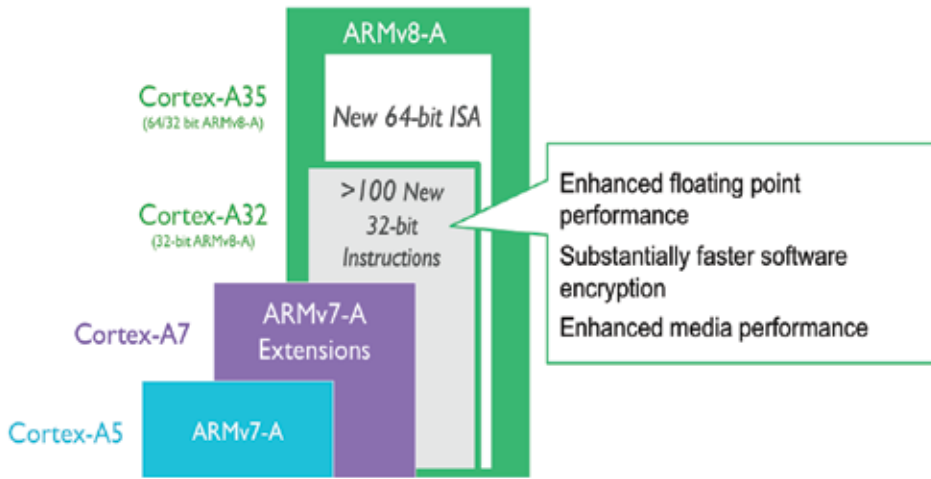 ARMv8-A
Cortex-A35
(64/32 bit ARMv8-A)
New 64-bit ISA
Cortex-A32
(32-bit ARMv8-A)
>100 New
32-bit
Instructions
Enhanced floating point
performance
Substantially faster software
encryption
Enhanced media performance
Cortex-A7
ARMv7-A
Extensions
Cortex-A5
ARMv7-A